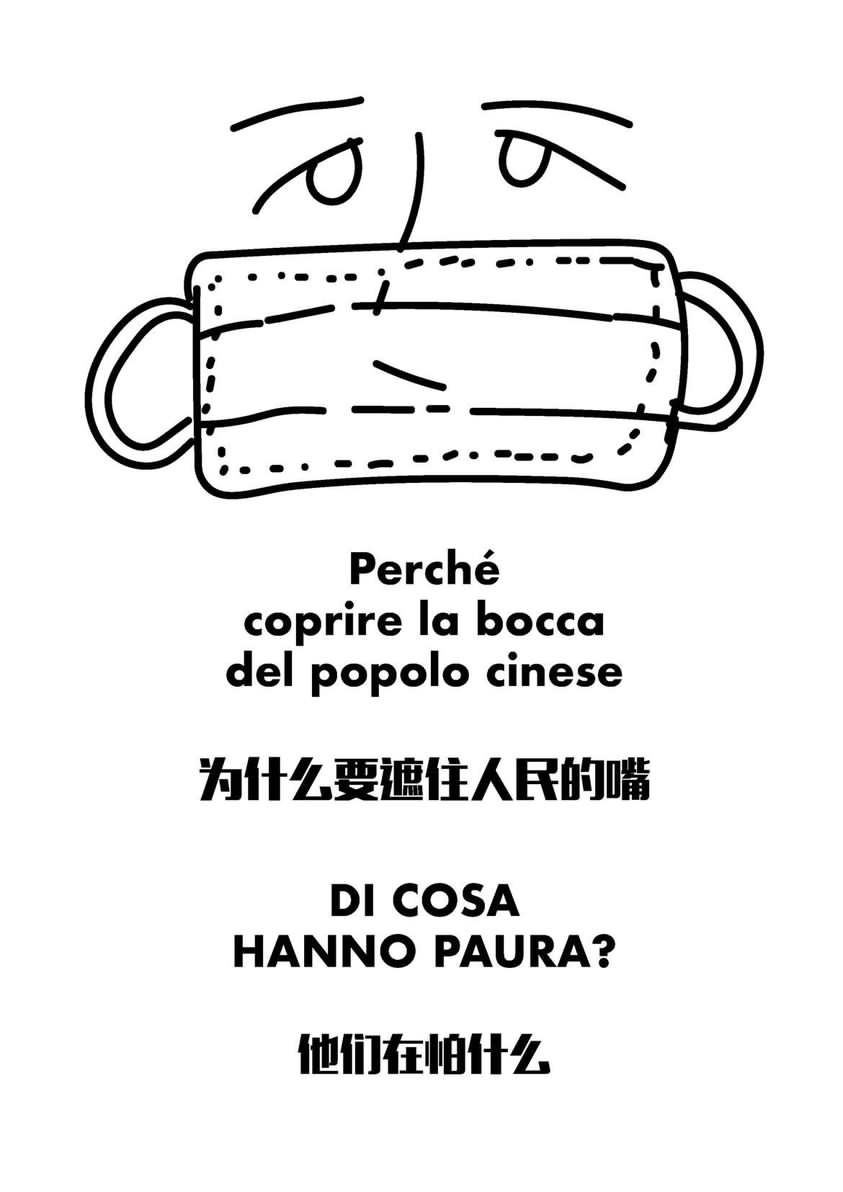 Perché
coprire la bocca
del popolo cinese
为什么要遮住人民的嘴
DI COSA
HANNO PAURA?
他们在怕什么